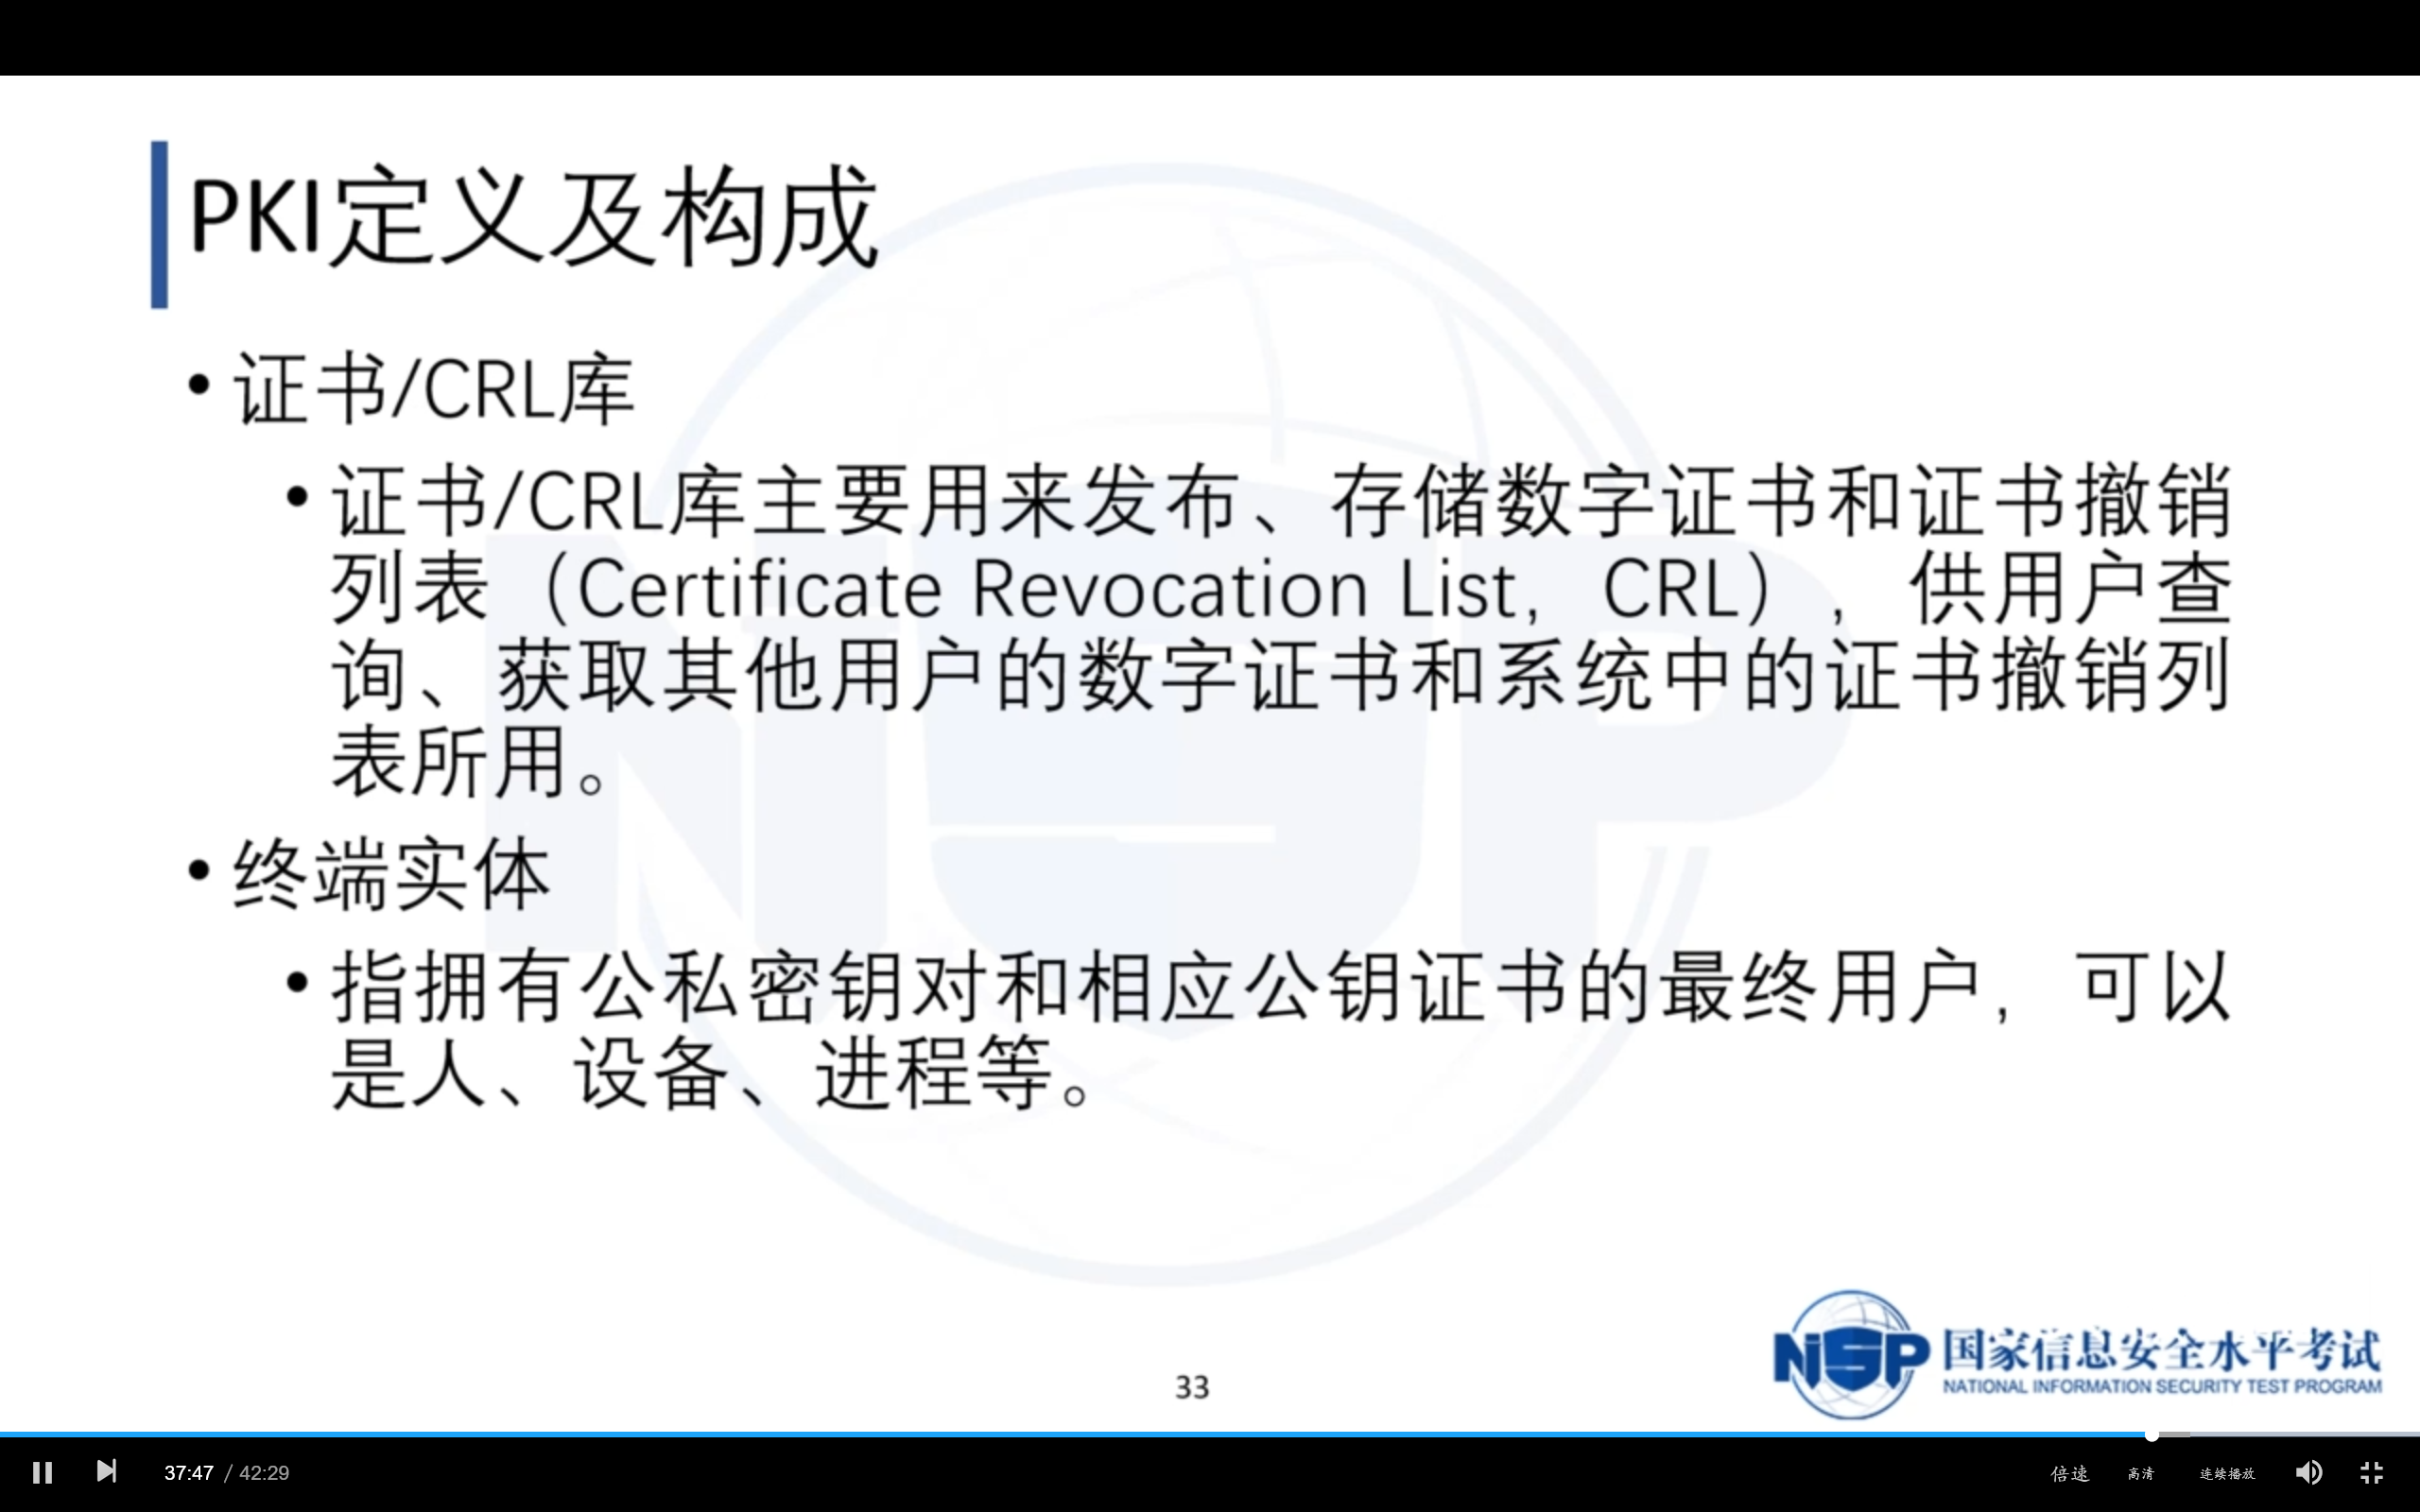 PKI定义及构成
• 证书/CRL库
• 证书/CRL库主要用来发布、存储数字证书和证书撤销
列表（Certificate Revocation List，CRL），供用户查
询、获取其他用户的数字证书和系统中的证书撤销列
表所用。
• 终端实体
• 指拥有公私密钥对和相应公钥证书的最终用户，可以
是人、设备、进程等。
NSP
33
NSP 国家信息安全水平考试
NATIONAL INFORMATION SECURITY TEST PROGRAM
37:47 / 42:29 倍速 高清 连续播放